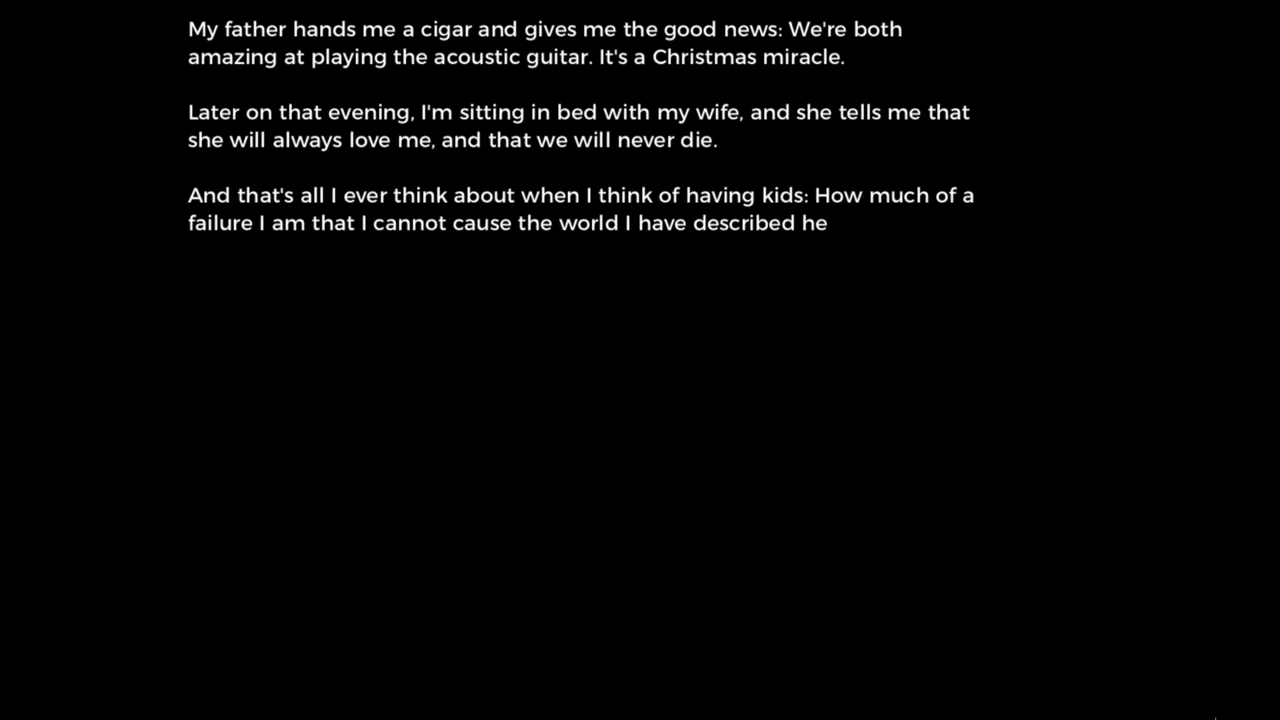 My father hands me a cigar and gives me the good news: We're both
amazing at playing the acoustic guitar. It's a Christmas miracle.
Later on that evening, I'm sitting in bed with my wife, and she tells me that
she will always love me, and that we will never die.
And that's all I ever think about when I think of having kids: How much of a
failure I am that I cannot cause the world I have described he